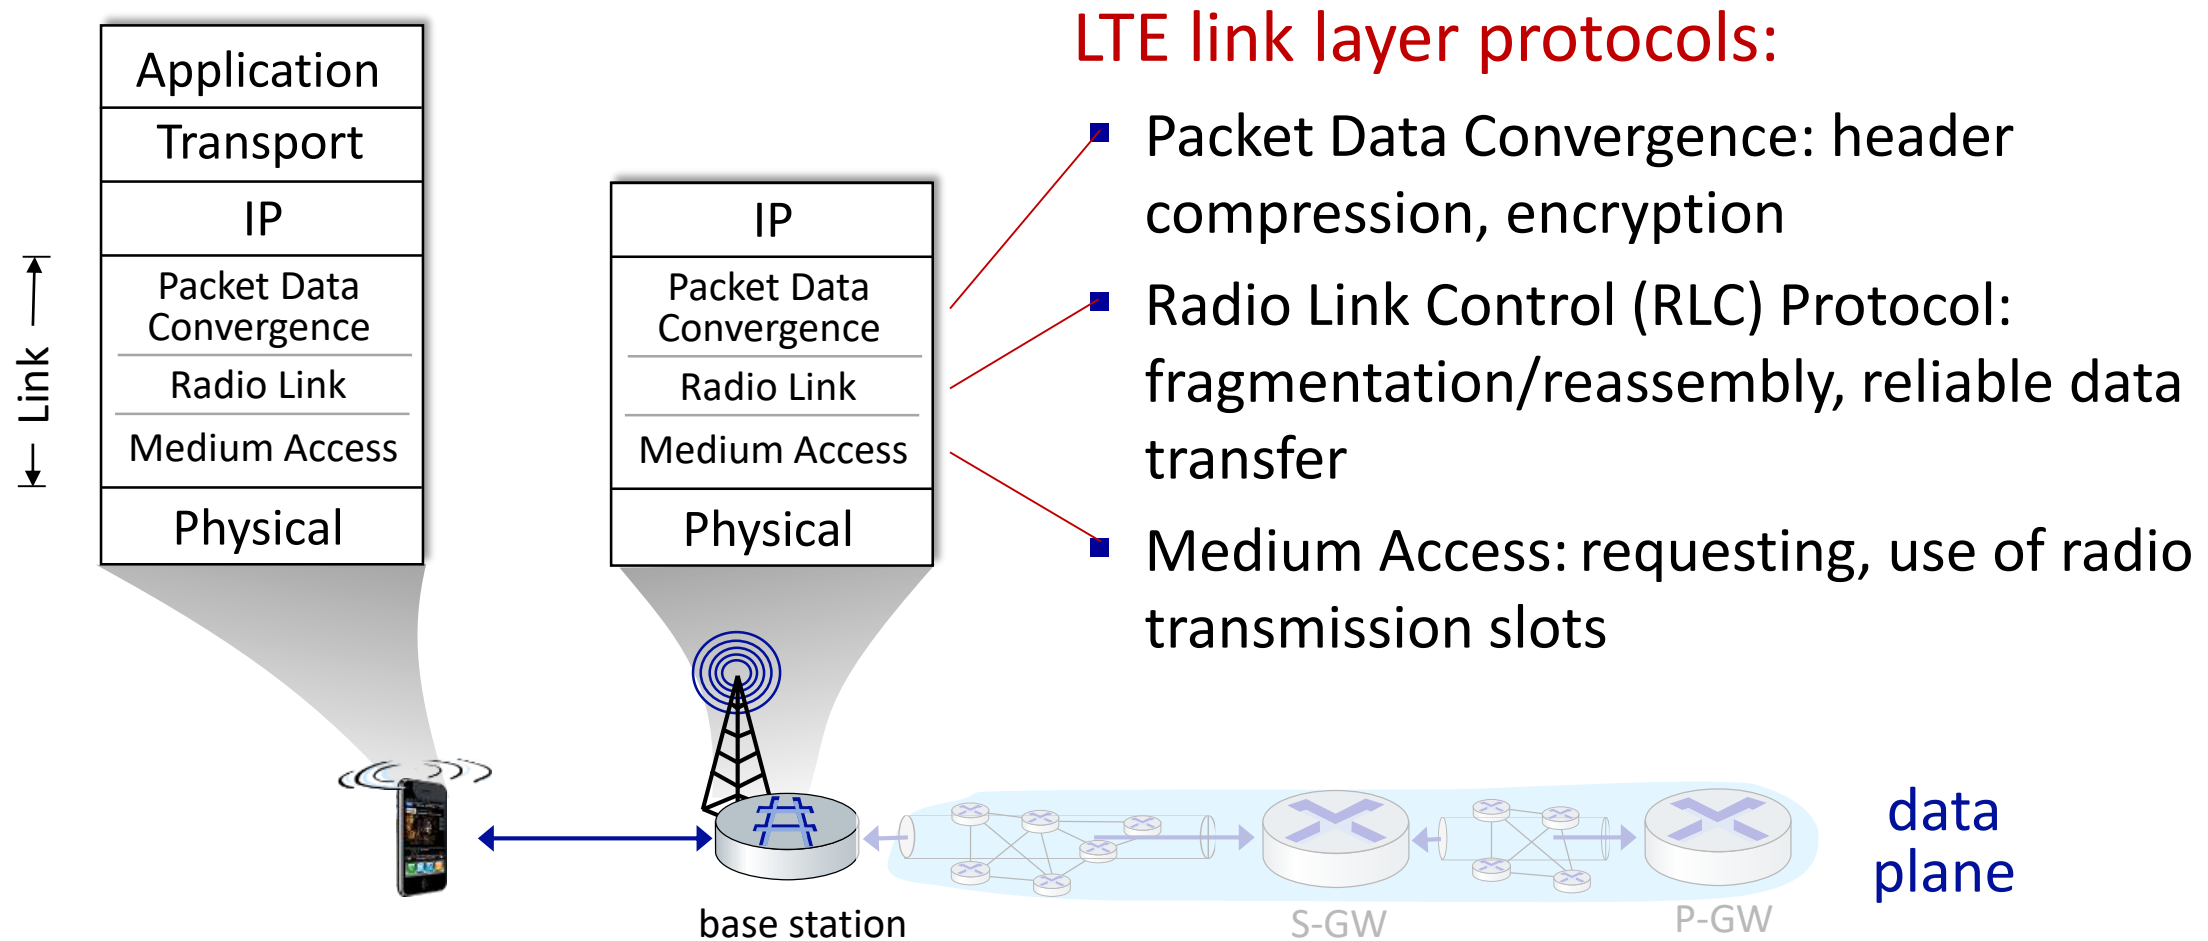 Application
Transport
IP
Packet Data
Convergence
Radio Link
Medium Access
Physical
Link
IP
Packet Data
Convergence
Radio Link
Medium Access
Physical
LTE link layer protocols:
Packet Data Convergence: header
compression, encryption
Radio Link Control (RLC) Protocol:
fragmentation/reassembly, reliable data
transfer
Medium Access: requesting, use of radio
transmission slots
base station
S-GW
P-GW
data
plane